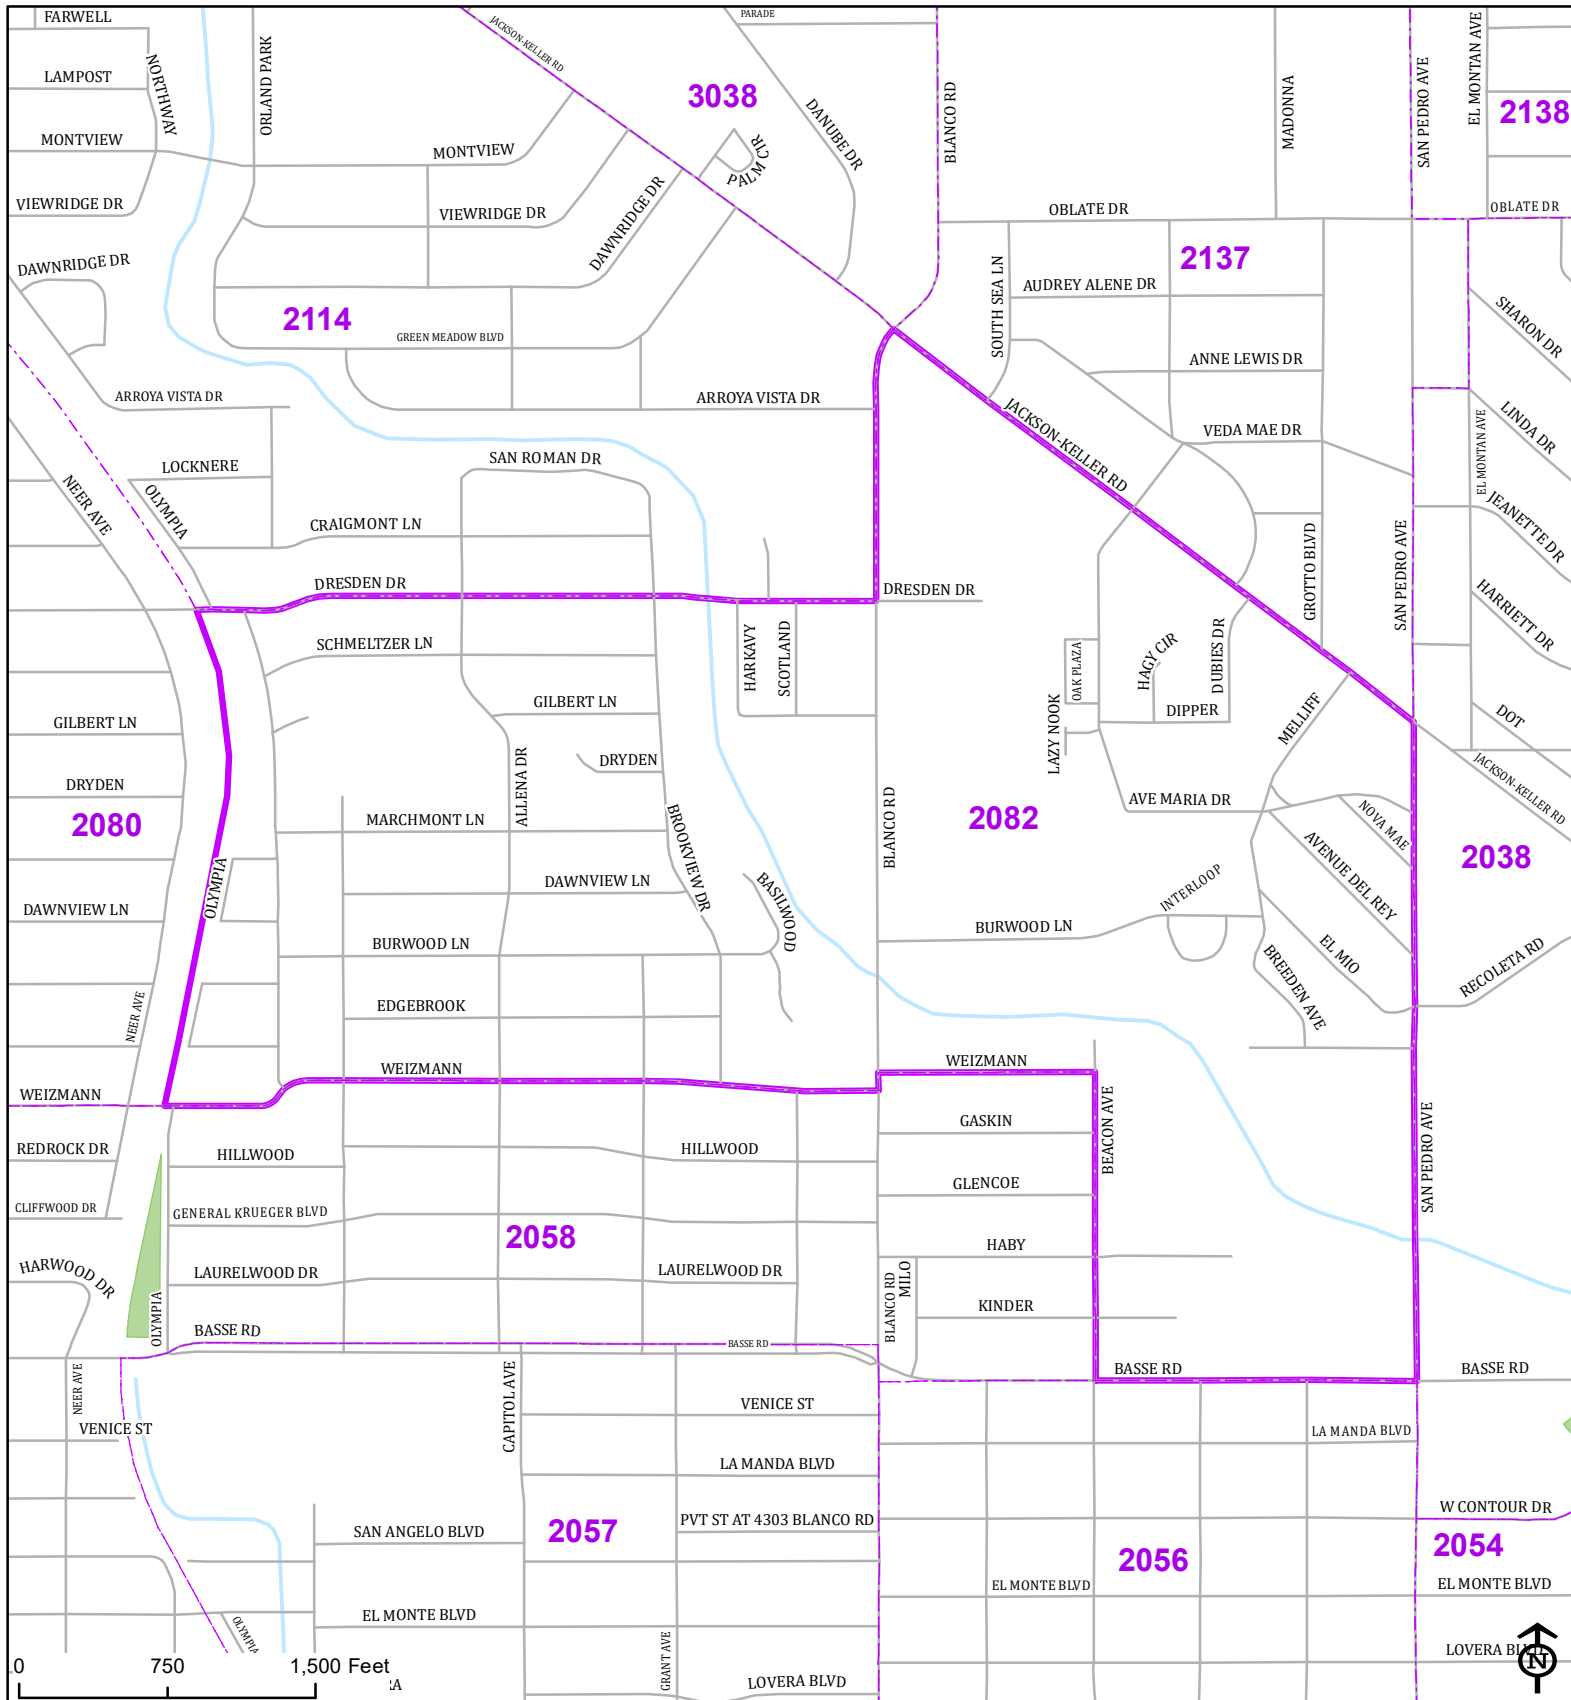 FARWELL
PARADE
JACKSON-KELLER RD
LAMPOST
NORTHWAY
ORLAND PARK
3038
DANUBE DR
BLANCO RD
MADONNA
SAN PEDRO AVE
EL MONTAN AVE
2138
MONTVIEW
MONTVIEW
PALM CIR
VIEWRIDGE DR
VIEWRIDGE DR
DAWNRIDGE DR
OBLATE DR
OBLATE DR
DAWNRIDGE DR
2137
SOUTH SEA LN
AUDREY ALENE DR
2114
GREEN MEADOW BLVD
SHARON DR
ANNE LEWIS DR
ARROYA VISTA DR
ARROYA VISTA DR
JACKSON-KELLER RD
VEDA MAE DR
EL MONTAN AVE
LINDA DR
LOCKNERE
SAN ROMAN DR
NEER AVE
OLYMPIA
CRAIGMONT LN
JEANETTE DR
GROTTO BLVD
SAN PEDRO AVE
DRESDEN DR
DRESDEN DR
HARRIETT DR
SCHMELTZER LN
HARKAVY
SCOTLAND
OAK PLAZA
HAGY CIR
DUBIES DR
GILBERT LN
GILBERT LN
DIPPER
MELLIFF
DOT
LAZY NOOK
DRYDEN
DRYDEN
ALLENA DR
JACKSON-KELLER RD
2080
MARCHMONT LN
BROOKVIEW DR
BLANCO RD
2082
AVE MARIA DR
NOVA MAE
AVENUE DEL REY
2038
OLYMPIA
DAWNVIEW LN
DAWNVIEW LN
BASILWOOD
INTERLOOP
BURWOOD LN
BURWOOD LN
EL MIO
BREEDEN AVE
RECOLETA RD
NEER AVE
EDGEBROOK
WEIZMANN
WEIZMANN
WEIZMANN
BEACON AVE
SAN PEDRO AVE
REDROCK DR
HILLWOOD
HILLWOOD
GASKIN
GLENCOE
CLIFFWOOD DR
GENERAL KRUEGER BLVD
2058
HABY
HARWOOD DR
LAURELWOOD DR
LAURELWOOD DR
BLANCO RD
MILO
KINDER
OLYMPIA
BASSE RD
BASSE RD
BASSE RD
BASSE RD
NEER AVE
CAPITOL AVE
VENICE ST
VENICE ST
LA MANDA BLVD
LA MANDA BLVD
W CONTOUR DR
SAN ANGELO BLVD
2057
PVT ST AT 4303 BLANCO RD
2056
2054
EL MONTE BLVD
EL MONTE BLVD
EL MONTE BLVD
OLYMPIA
GRANT AVE
LOVERA BLVD
LOVERA BLVD
N
0 750 1,500 Feet